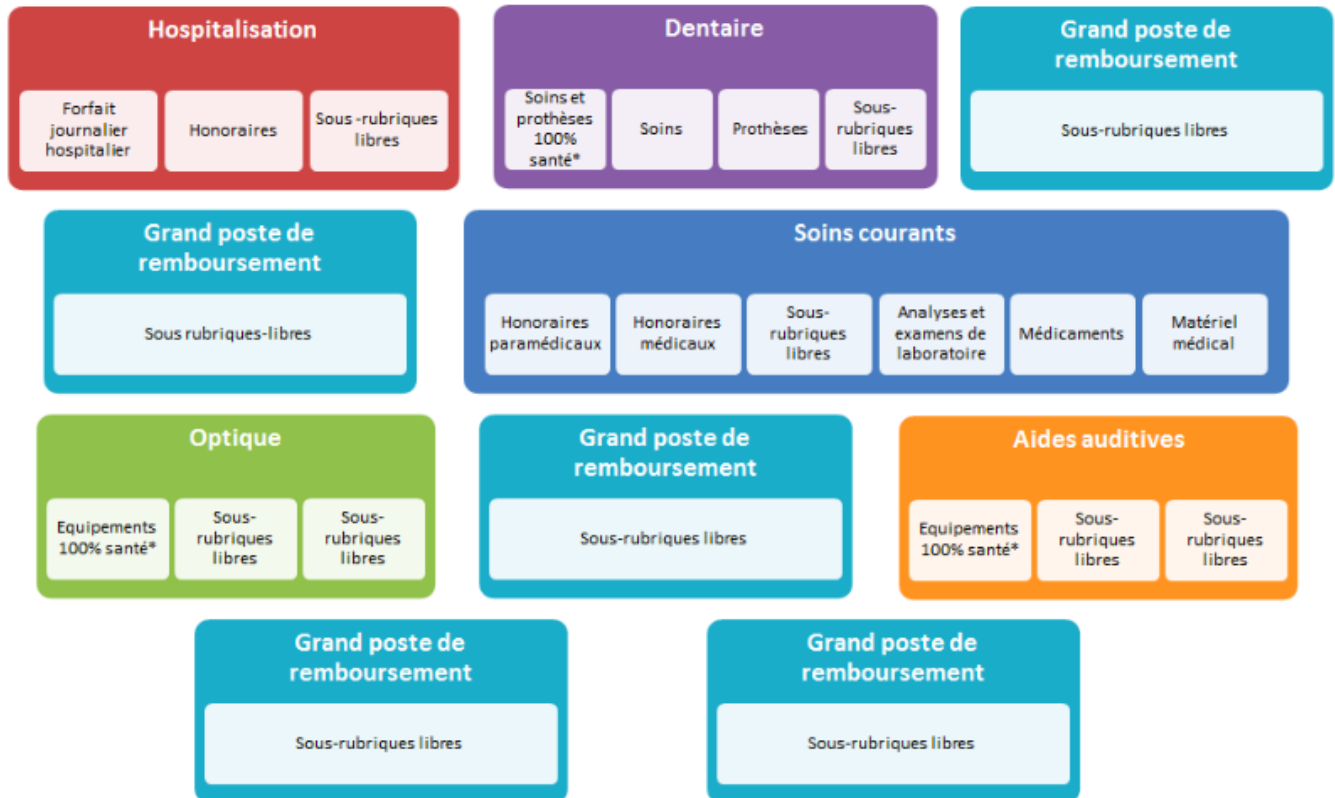 Hospitalisation
Forfait
journalier
hospitalier
Honoraires
Sous -rubriques
libres
Dentaire
Soins et
prothèses
100%
santé*
Soins
Prothèses
Sous-
rubriques
libres
Grand poste de
remboursement
Sous-rubriques libres
Grand poste de
remboursement
Sous rubriques-libres
Soins courants
Honoraires
paramédicaux
Honoraires
médicaux
Sous-
rubriques
libres
Analyses et
examens de
laboratoire
Médicaments
Matériel
médical
Optique
Equipements
100% santé*
Sous-
rubriques
libres
Sous-
rubriques
libres
Grand poste de
remboursement
Sous-rubriques libres
Aides auditives
Equipements
100% santé*
Sous-
rubriques
libres
Sous-
rubriques
libres
Grand poste de
remboursement
Sous-rubriques libres
Grand poste de
remboursement
Sous-rubriques libres